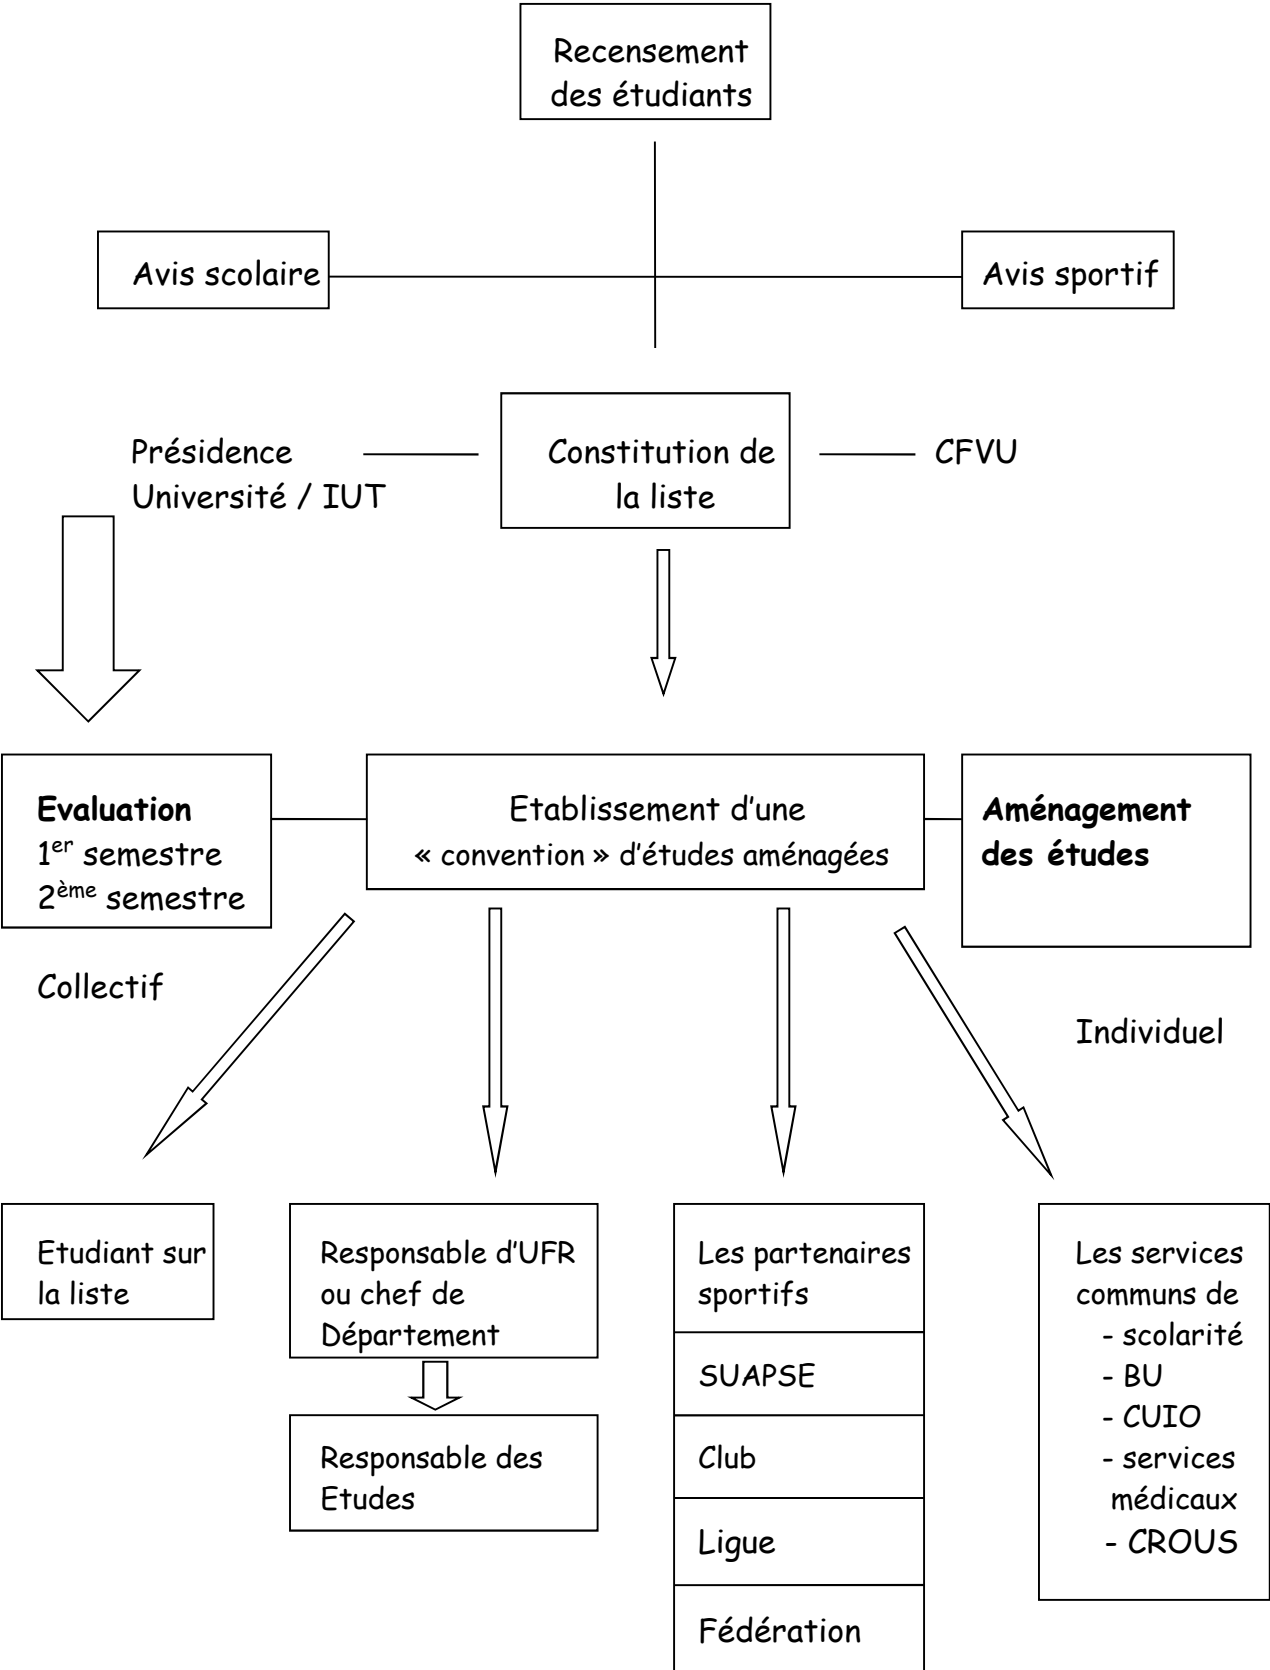 Recensement
des étudiants
Avis scolaire
Avis sportif
Présidence
Université / IUT
Constitution de
la liste
CFVU
Evaluation
1er semestre
2ème semestre
Etablissement d'une
« convention » d'études aménagées
Aménagement
des études
Collectif
Individuel
Etudiant sur
la liste
Responsable d'UFR
ou chef de
Département
Responsable des
Etudes
Les partenaires
sportifs
SUAPSE
Club
Ligue
Fédération
Les services
communs de
- scolarité
- BU
- CUIO
- services
médicaux
- CROUS